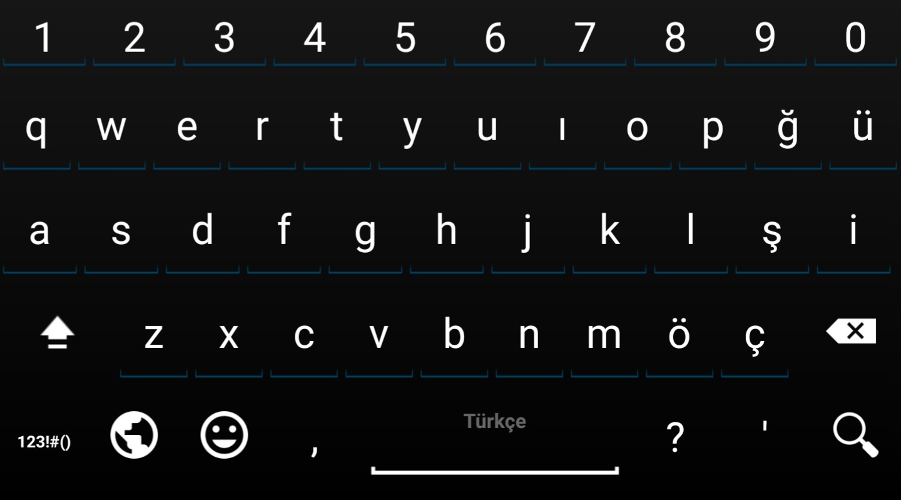 1 2 3 4 5 6 7 8 9 0
q w e r t y u ı o p ğ ü
a s d f g h j k l ş i
z x c v b n m ö ç
Türkçe
123!#() , ? '